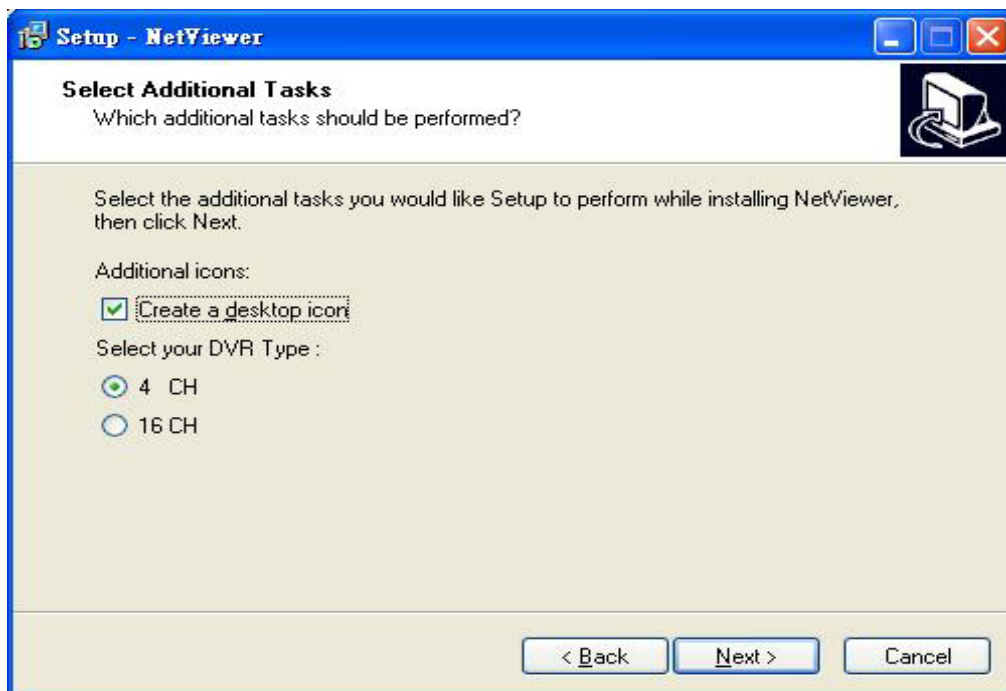 Setup - NetViewer
Select Additional Tasks
Which additional tasks should be performed?
Select the additional tasks you would like Setup to perform while installing NetViewer,
then click Next.
Additional icons:
Create a desktop icon
Select your DVR Type :
4 CH
16 CH
< Back Next > Cancel